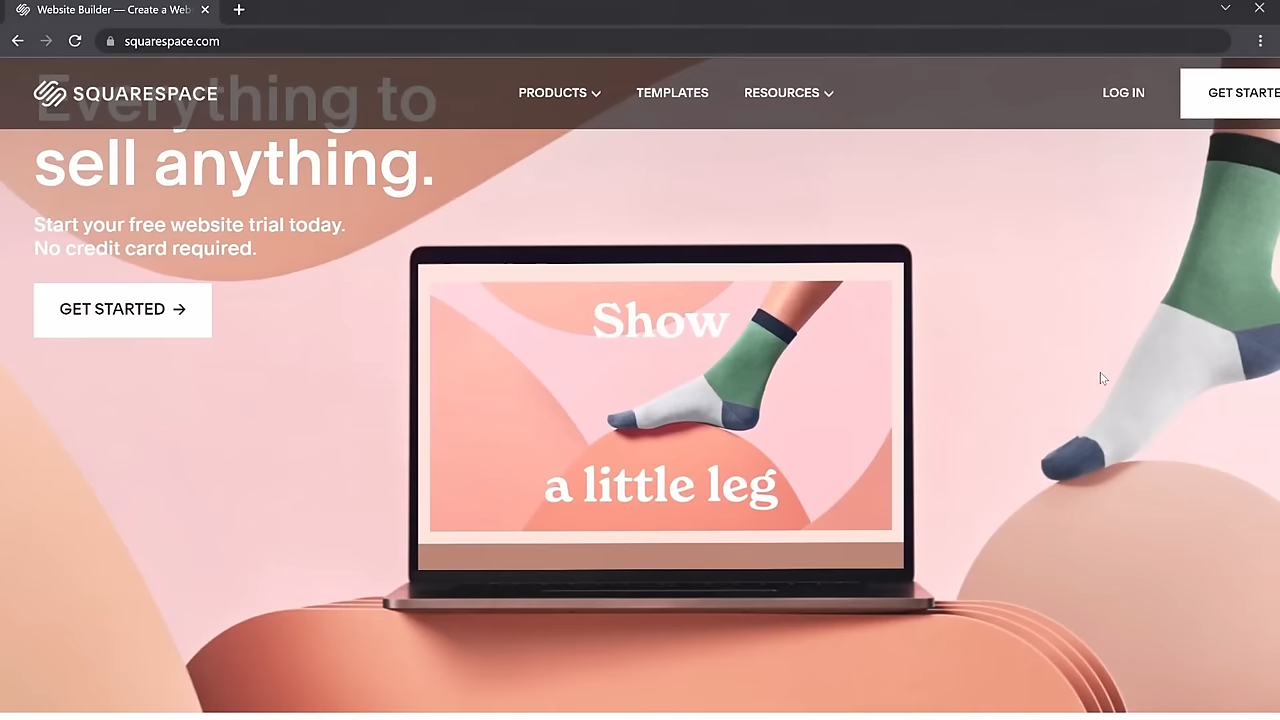 Website Builder — Create a Web
squarespace.com
SQUARESPACE
PRODUCTS
TEMPLATES
RESOURCES
LOG IN
GET STARTE
Everything to
sell anything.
Start your free website trial today.
No credit card required.
GET STARTED →
Show
a little leg